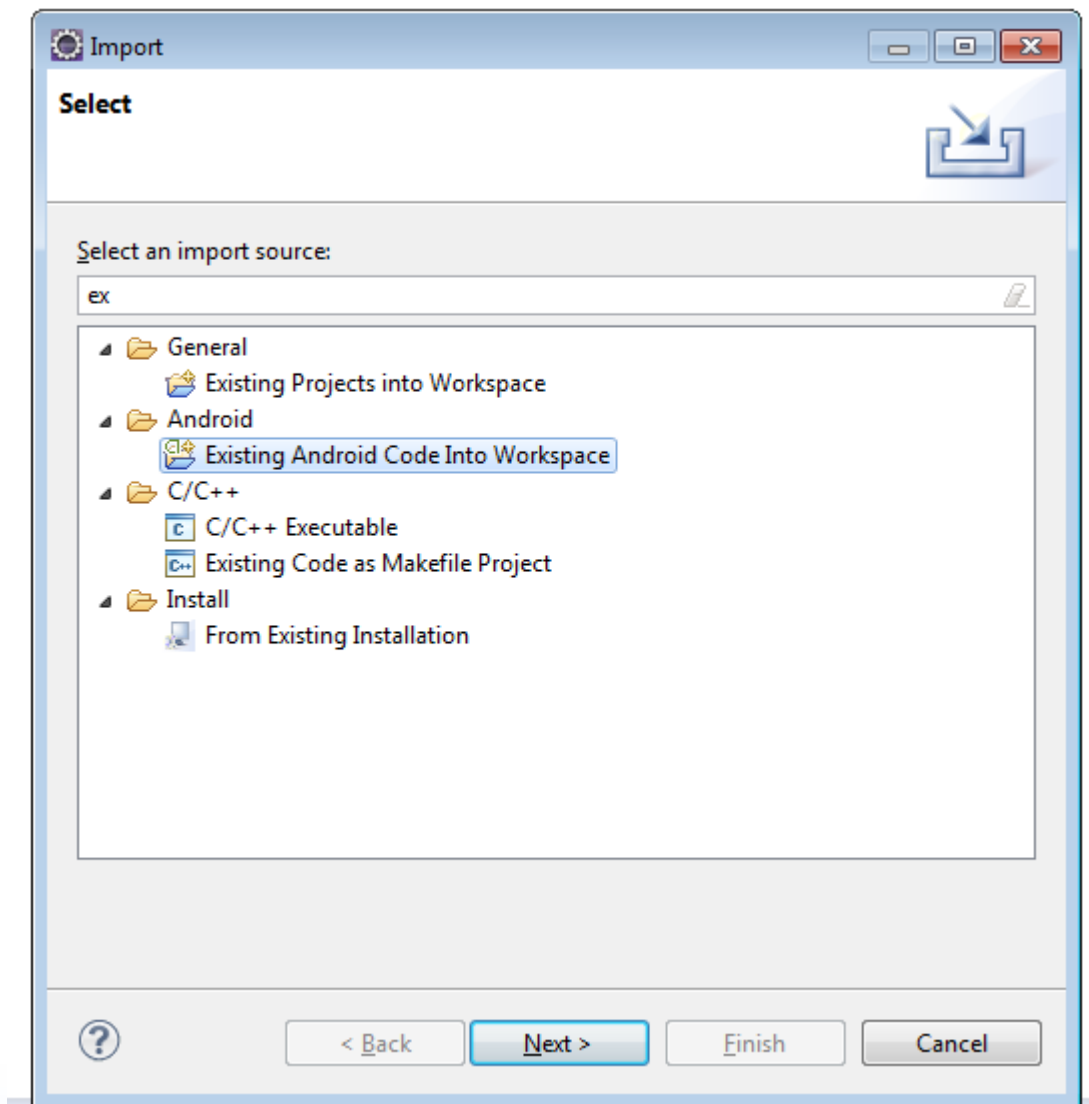 Import
Select
Select an import source:
ex
General
Existing Projects into Workspace
Android
Existing Android Code Into Workspace
C/C++
C/C++ Executable
Existing Code as Makefile Project
Install
From Existing Installation
? < Back Next > Finish Cancel